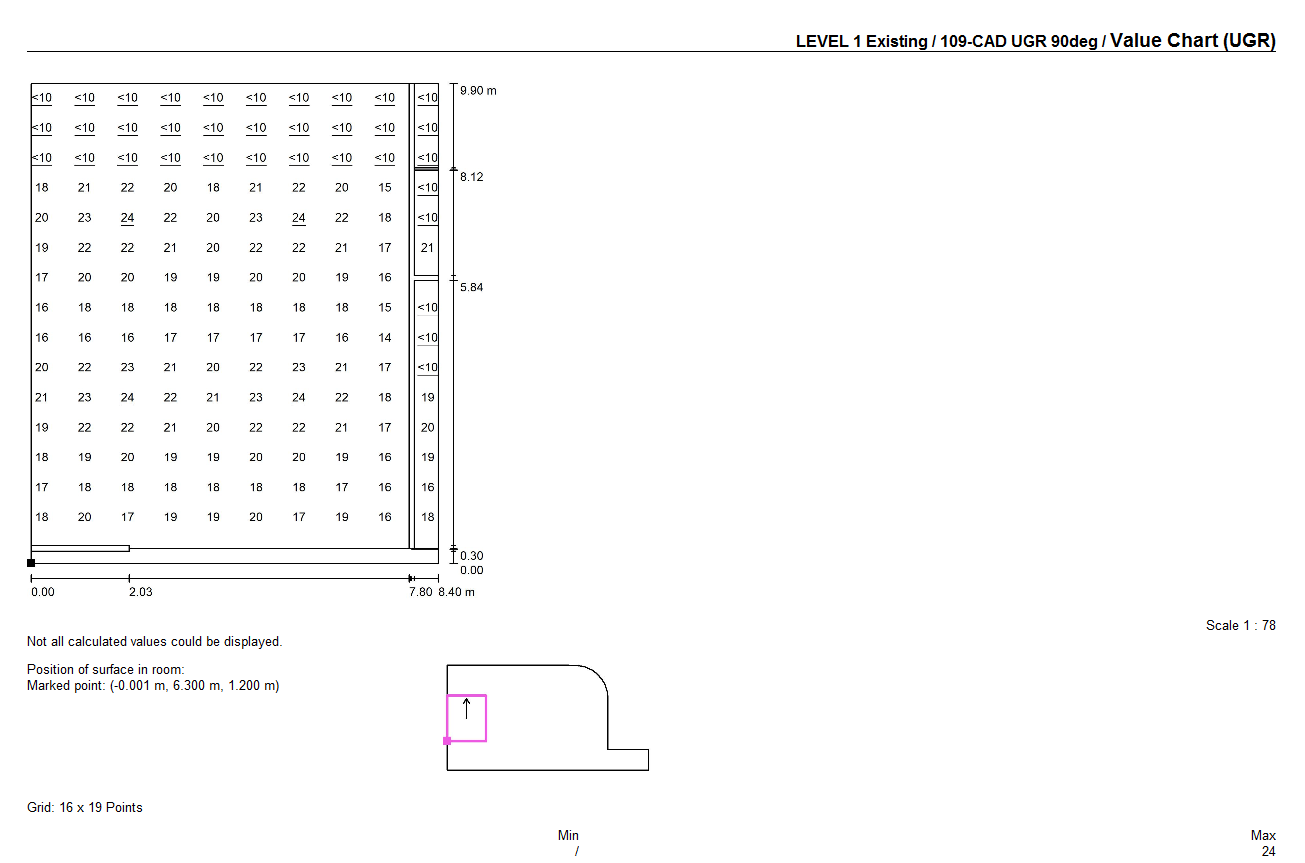 LEVEL 1 Existing / 109-CAD UGR 90deg / Value Chart (UGR)
<10 <10 <10 <10 <10 <10 <10 <10 <10 <10
9.90 m
<10 <10 <10 <10 <10 <10 <10 <10 <10 <10
<10 <10 <10 <10 <10 <10 <10 <10 <10 <10
8.12
18 21 22 20 18 21 22 20 15 <10
20 23 24 22 20 23 24 22 18 <10
19 22 22 21 20 22 22 21 17 21
17 20 20 19 19 20 20 19 16
5.84
16 18 18 18 18 18 18 18 15 <10
16 16 16 17 17 17 17 16 14 <10
20 22 23 21 20 22 23 21 17 <10
21 23 24 22 21 23 24 22 18 19
19 22 22 21 20 22 22 21 17 20
18 19 20 19 19 20 20 19 16 19
17 18 18 18 18 18 18 17 16 16
18 20 17 19 19 20 17 19 16 18
0.30
0.00
0.00 2.03 7.80 8.40 m
Scale 1 : 78
Not all calculated values could be displayed.
Position of surface in room:
Marked point: (-0.001 m, 6.300 m, 1.200 m)
Grid: 16 x 19 Points
Min Max
/ 24